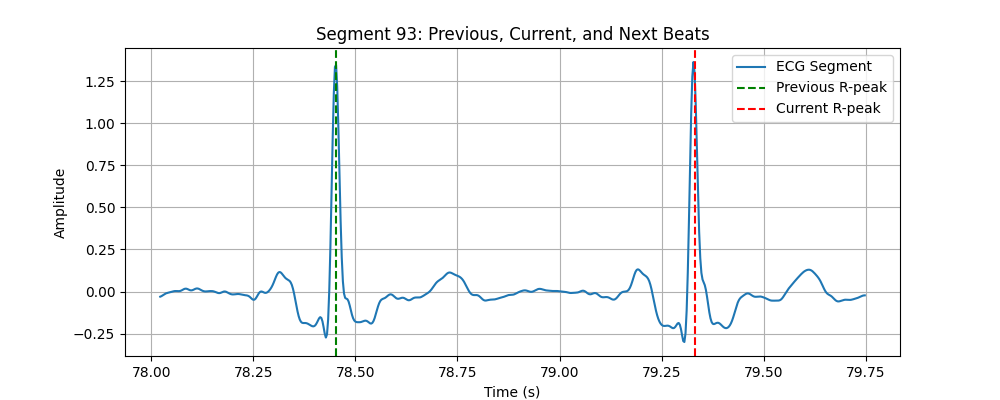 Segment 93: Previous, Current, and Next Beats
ECG Segment
Previous R-peak
Current R-peak
Amplitude
1.25
1.00
0.75
0.50
0.25
0.00
−0.25
78.00 78.25 78.50 78.75 79.00 79.25 79.50 79.75
Time (s)